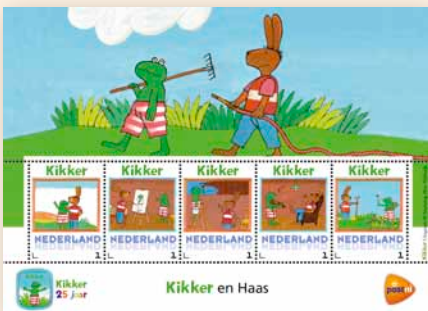 Kikker Kikker Kikker Kikker Kikker
NEDERLAND NEDERLAND NEDERLAND NEDERLAND NEDERLAND
1 1 1 1 1
Kikker
25 jaar
Kikker en Haas
postnl